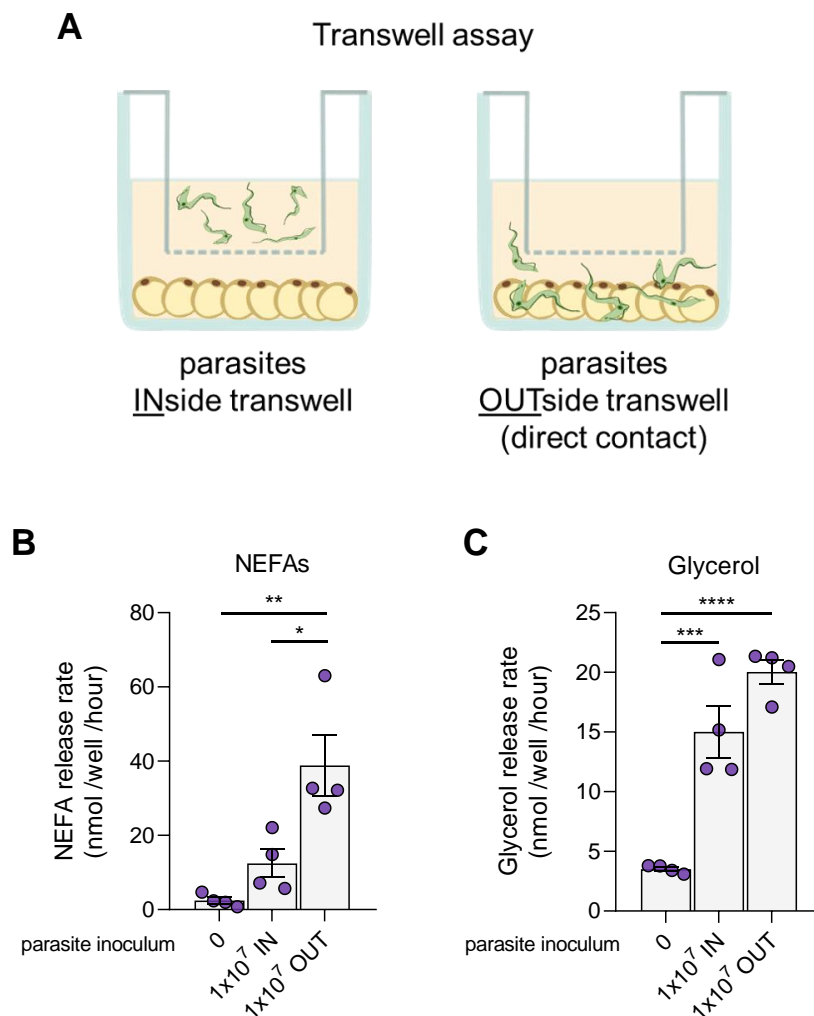 A
Transwell assay
parasites
INside transwell
parasites
OUTside transwell
(direct contact)
B
NEFAs
NEFA release rate
(nmol /well /hour)
80
60
40
20
0
**
*
parasite inoculum
0
1x10⁷ IN
1x10⁷ OUT
C
Glycerol
Glycerol release rate
(nmol /well /hour)
25
20
15
10
5
0
****
***
parasite inoculum
0
1x10⁷ IN
1x10⁷ OUT